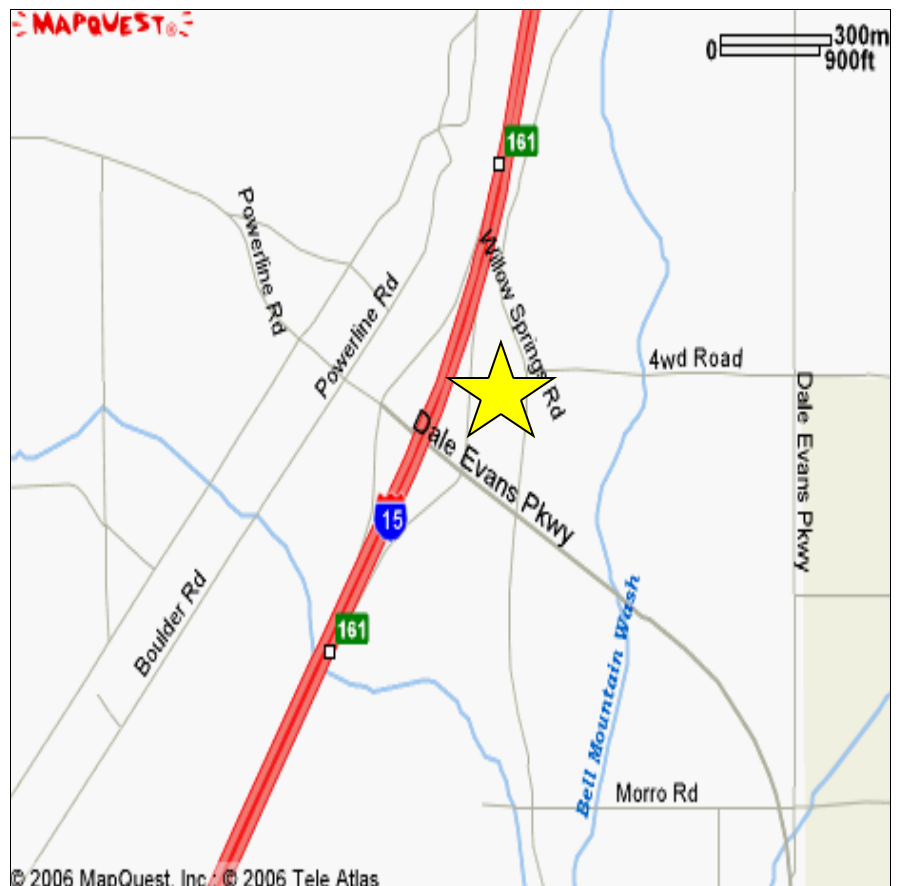 MAPQUEST®
0 300m
900ft
161
Powerline Rd
Willow Springs Rd
Powerline Rd
4wd Road
Dale Evans Pkwy
Dale Evans Pkwy
15
Boulder Rd
Bell Mountain Wash
161
Morro Rd
© 2006 MapQuest, Inc.; © 2006 Tele Atlas